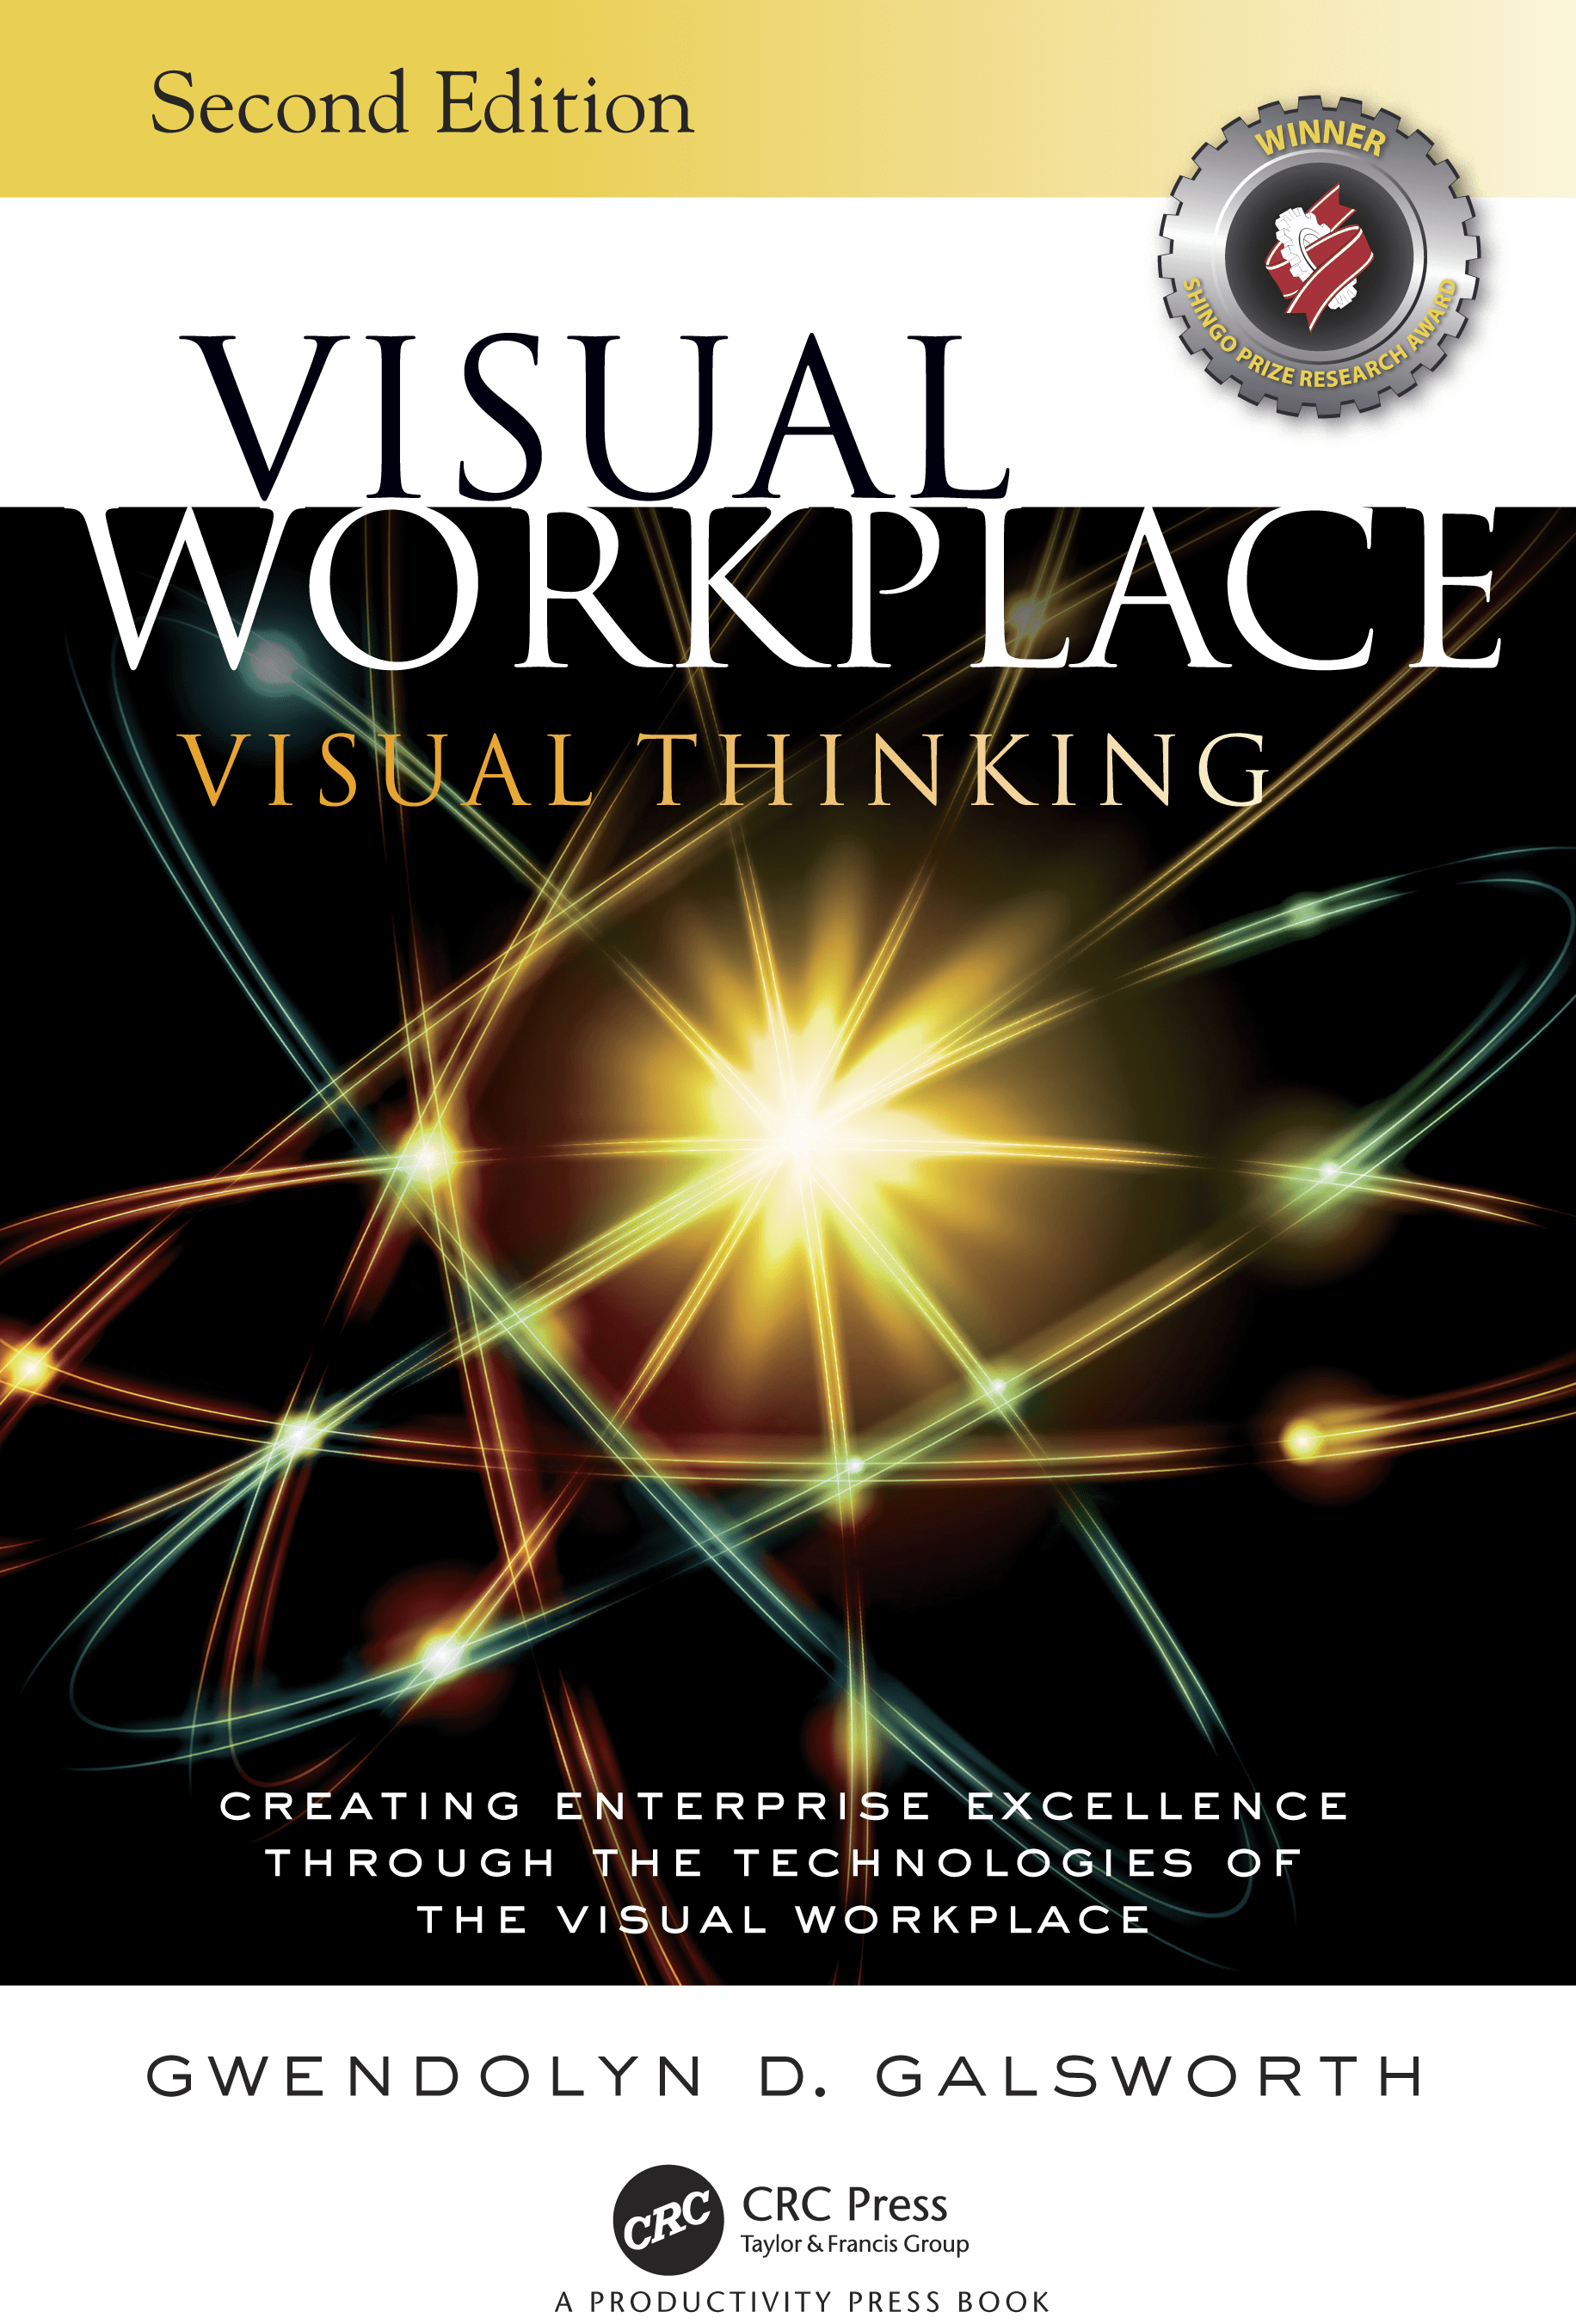 Second Edition
WINNER
SHINGO PRIZE RESEARCH AWARD
VISUAL
WORKPLACE
VISUAL THINKING
CREATING ENTERPRISE EXCELLENCE
THROUGH THE TECHNOLOGIES OF
THE VISUAL WORKPLACE
GWENDOLYN D. GALSWORTH
CRC
CRC Press
Taylor & Francis Group
A PRODUCTIVITY PRESS BOOK